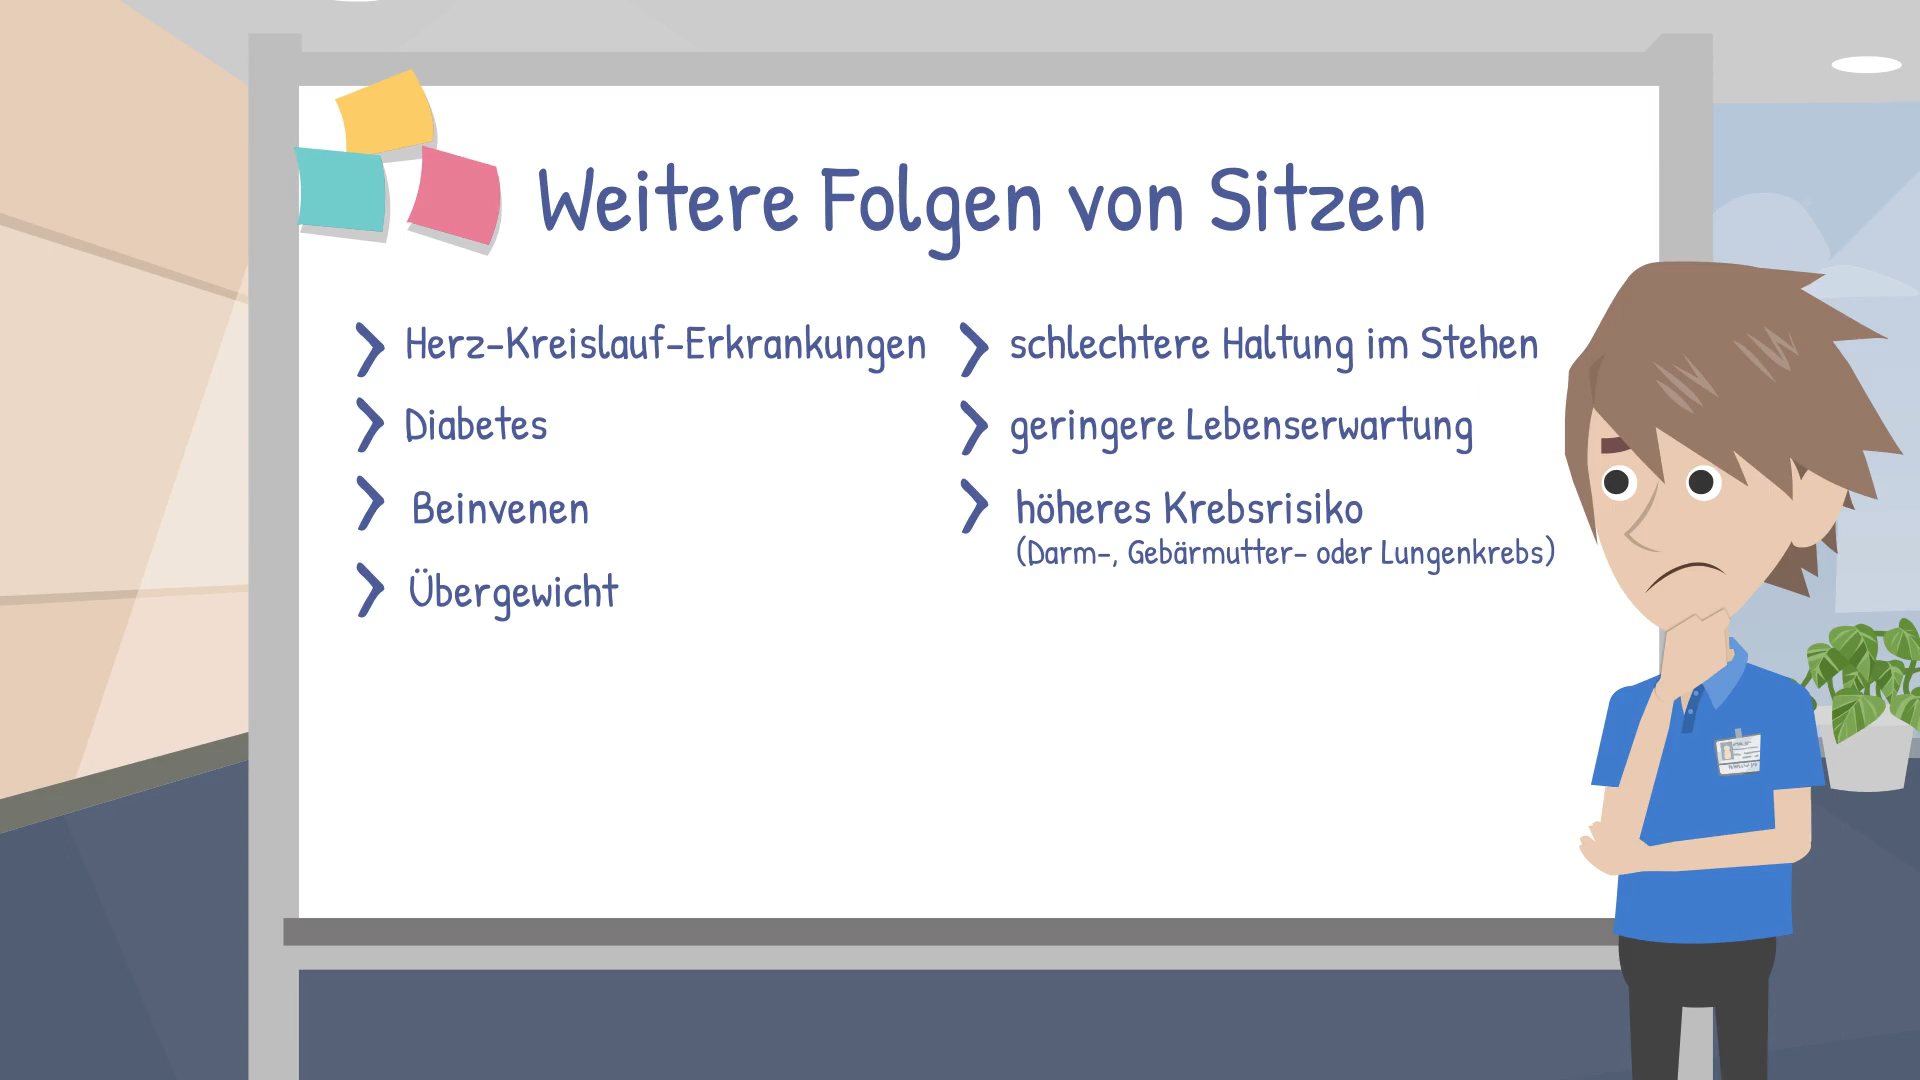 Weitere Folgen von Sitzen
Herz-Kreislauf-Erkrankungen
Diabetes
Beinvenen
Übergewicht
schlechtere Haltung im Stehen
geringere Lebenserwartung
höheres Krebsrisiko
(Darm-, Gebärmutter- oder Lungenkrebs)